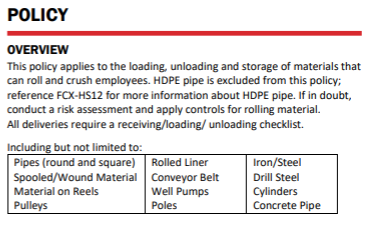 POLICY
OVERVIEW
This policy applies to the loading, unloading and storage of materials that
can roll and crush employees. HDPE pipe is excluded from this policy;
reference FCX-HS12 for more information about HDPE pipe. If in doubt,
conduct a risk assessment and apply controls for rolling material.
All deliveries require a receiving/loading/ unloading checklist.
Including but not limited to:
Pipes (round and square) Rolled Liner Iron/Steel
Spooled/Wound Material Conveyor Belt Drill Steel
Material on Reels Well Pumps Cylinders
Pulleys Poles Concrete Pipe